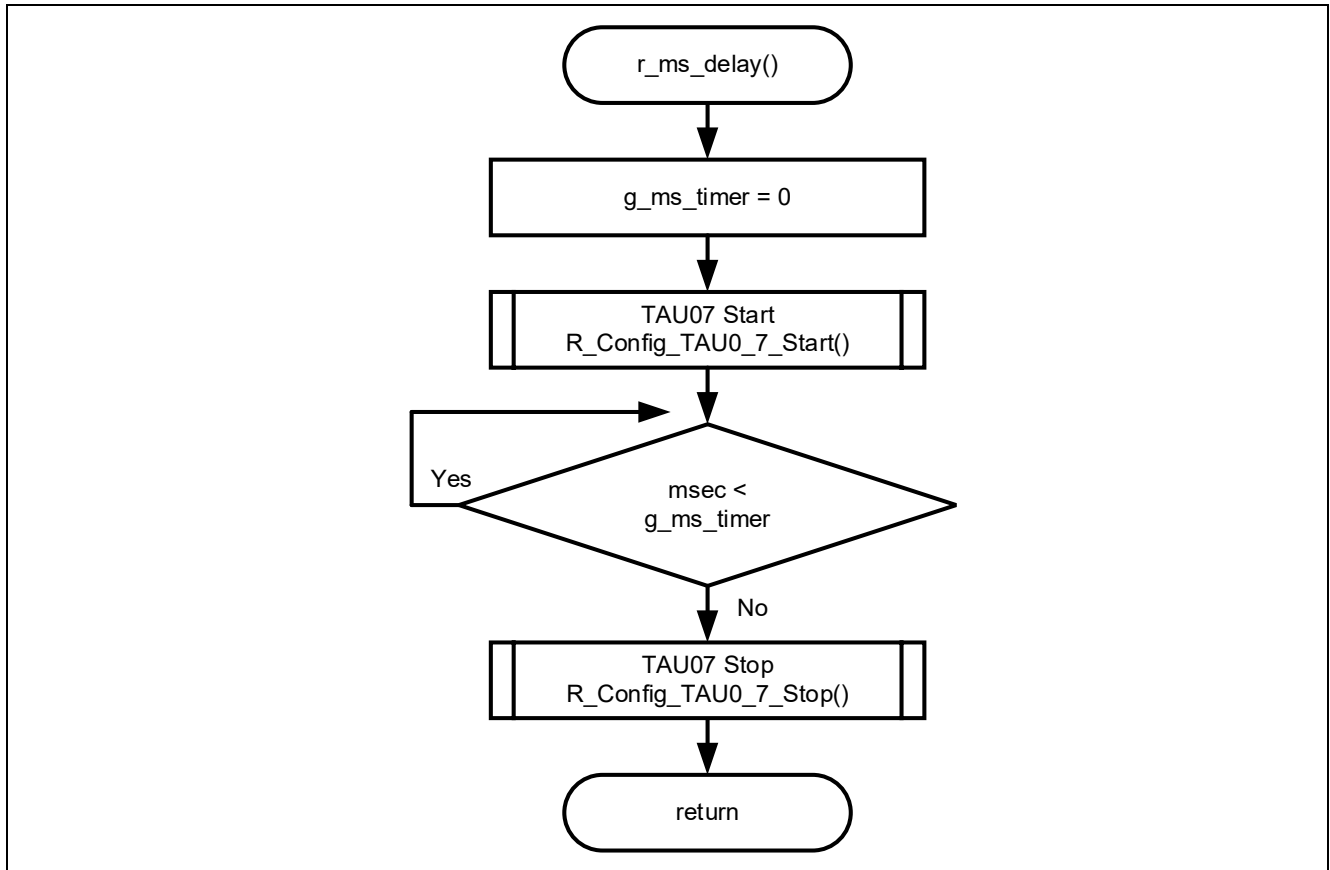 r_ms_delay()
g_ms_timer = 0
TAU07 Start
R_Config_TAU0_7_Start()
Yes
msec <
g_ms_timer
No
TAU07 Stop
R_Config_TAU0_7_Stop()
return